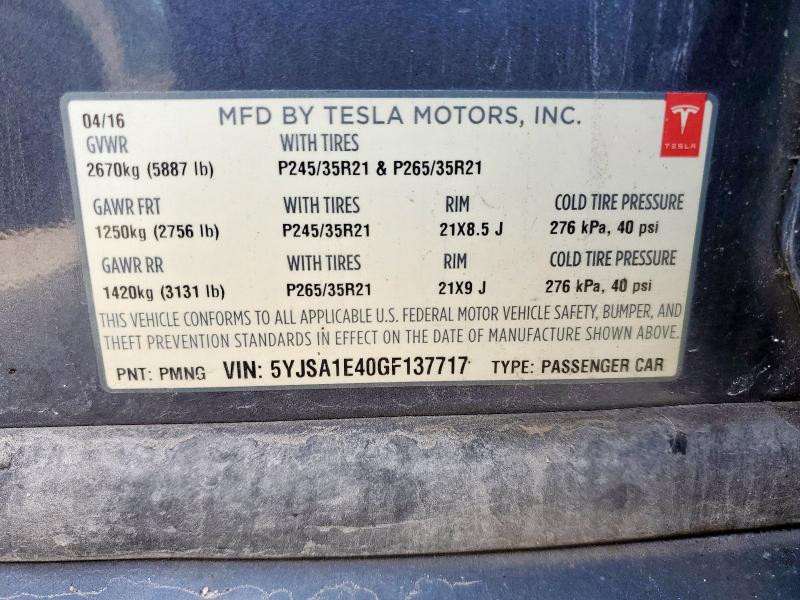 04/16 MFD BY TESLA MOTORS, INC.
TESLA
GVWR WITH TIRES
2670kg (5887 lb) P245/35R21 & P265/35R21
GAWR FRT WITH TIRES RIM COLD TIRE PRESSURE
1250kg (2756 lb) P245/35R21 21X8.5 J 276 kPa, 40 psi
GAWR RR WITH TIRES RIM COLD TIRE PRESSURE
1420kg (3131 lb) P265/35R21 21X9 J 276 kPa, 40 psi
THIS VEHICLE CONFORMS TO ALL APPLICABLE U.S. FEDERAL MOTOR VEHICLE SAFETY, BUMPER, AND
THEFT PREVENTION STANDARDS IN EFFECT ON THE DATE OF MANUFACTURE SHOWN ABOVE.
PNT: PMNG VIN: 5YJSA1E40GF137717 TYPE: PASSENGER CAR